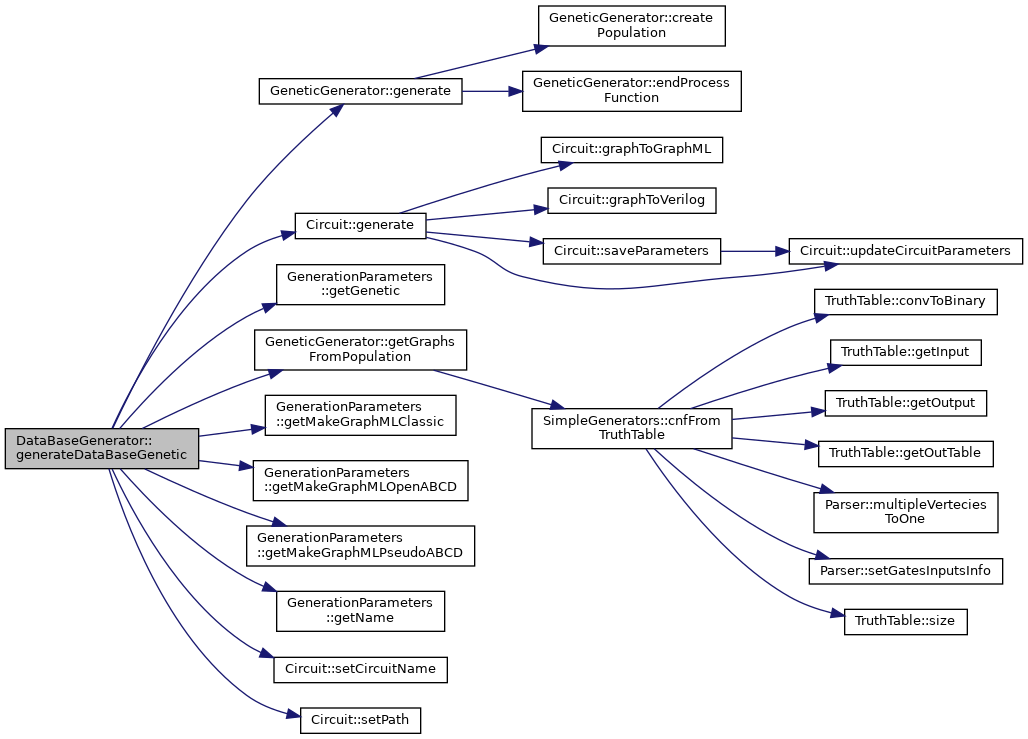 GeneticGenerator::create
Population
GeneticGenerator::generate
GeneticGenerator::endProcess
Function
Circuit::graphToGraphML
Circuit::graphToVerilog
Circuit::generate
Circuit::saveParameters
Circuit::updateCircuitParameters
GenerationParameters
::getGenetic
TruthTable::convToBinary
GeneticGenerator::getGraphs
FromPopulation
TruthTable::getInput
GenerationParameters
::getMakeGraphMLClassic
TruthTable::getOutput
SimpleGenerators::cnfFrom
TruthTable
DataBaseGenerator::
generateDataBaseGenetic
TruthTable::getOutTable
GenerationParameters
::getMakeGraphMLOpenABCD
Parser::multipleVertecies
ToOne
GenerationParameters
::getMakeGraphMLPseudoABCD
Parser::setGatesInputsInfo
GenerationParameters
::getName
TruthTable::size
Circuit::setCircuitName
Circuit::setPath